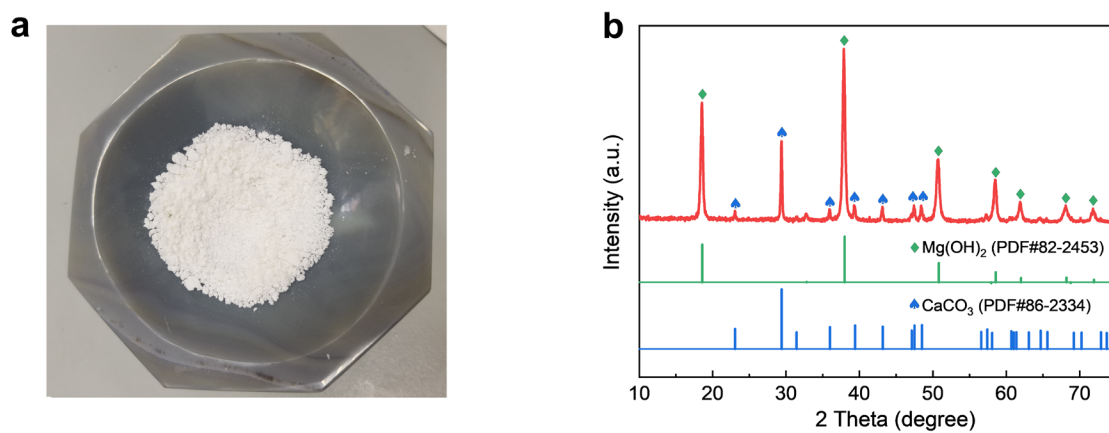 a
b
Intensity (a.u.)
Mg(OH)₂ (PDF#82-2453)
CaCO₃ (PDF#86-2334)
10 20 30 40 50 60 70
2 Theta (degree)